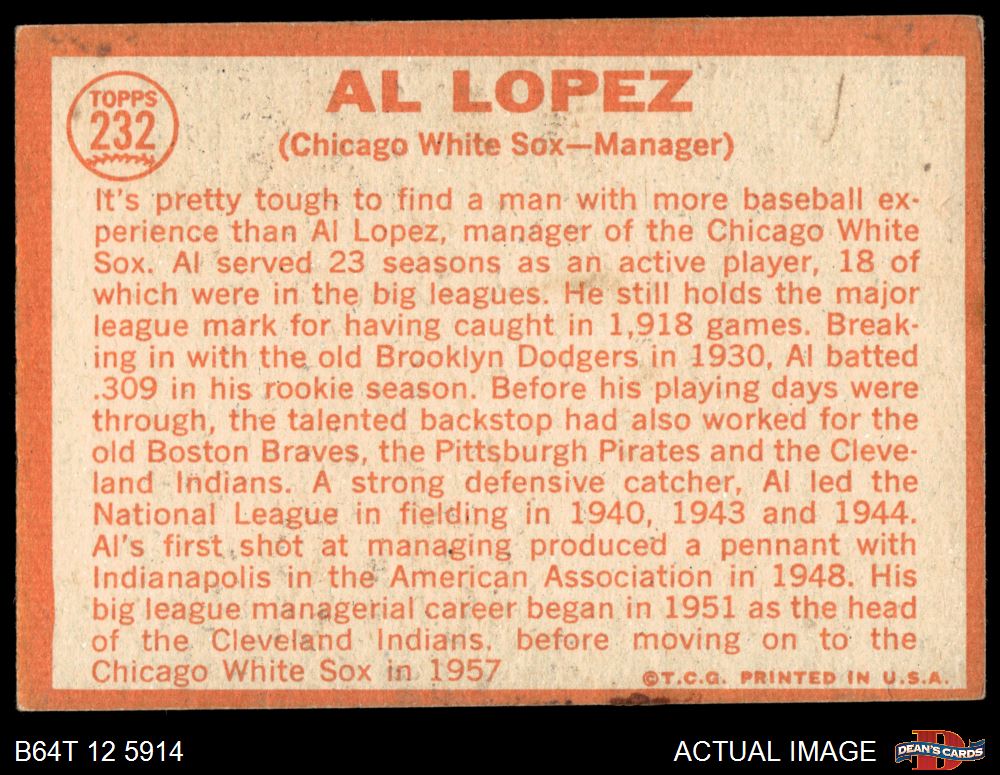 TOPPS
232
AL LOPEZ
(Chicago White Sox—Manager)
It's pretty tough to find a man with more baseball ex-
perience than Al Lopez, manager of the Chicago White
Sox. Al served 23 seasons as an active player, 18 of
which were in the big leagues. He still holds the major
league mark for having caught in 1,918 games. Break-
ing in with the old Brooklyn Dodgers in 1930, Al batted
.309 in his rookie season. Before his playing days were
through, the talented backstop had also worked for the
old Boston Braves, the Pittsburgh Pirates and the Cleve-
land Indians. A strong defensive catcher, Al led the
National League in fielding in 1940, 1943 and 1944.
Al's first shot at managing produced a pennant with
Indianapolis in the American Association in 1948. His
big league managerial career began in 1951 as the head
of the Cleveland Indians. before moving on to the
Chicago White Sox in 1957
©T.C.G. PRINTED IN U.S.A.
B64T 12 5914
ACTUAL IMAGE
DEAN'S CARDS